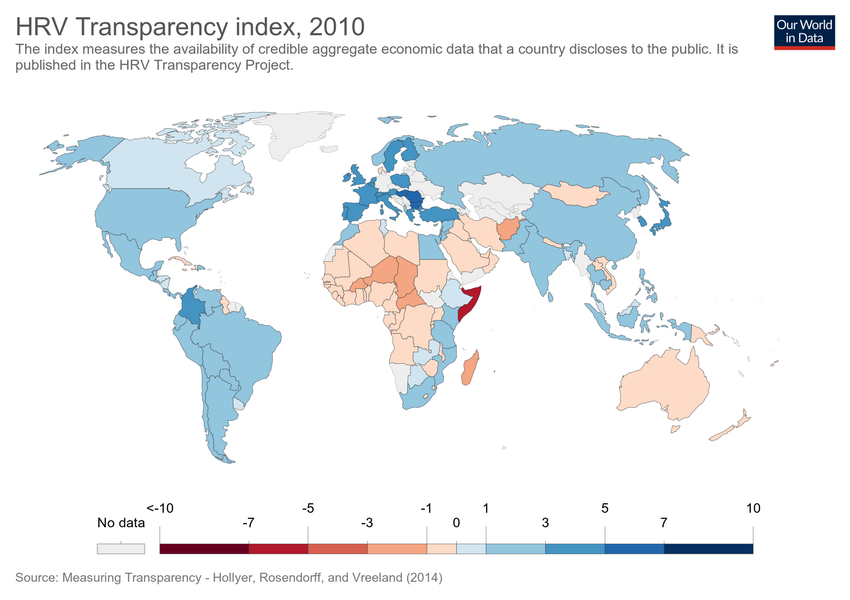 HRV Transparency index, 2010
Our World
in Data
The index measures the availability of credible aggregate economic data that a country discloses to the public. It is
published in the HRV Transparency Project.
<-10 -5 -1 1 5 10
No data -7 -3 0 3 7
Source: Measuring Transparency - Hollyer, Rosendorff, and Vreeland (2014)